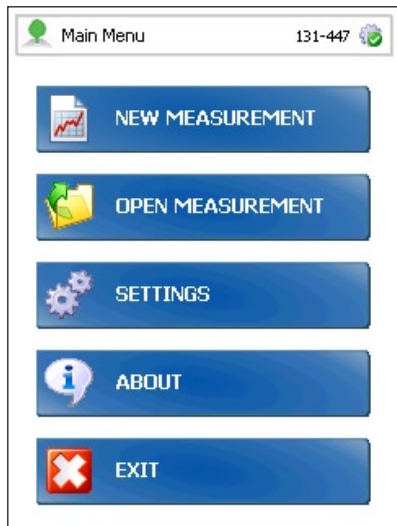 Main Menu 131-447
NEW MEASUREMENT
OPEN MEASUREMENT
SETTINGS
ABOUT
EXIT